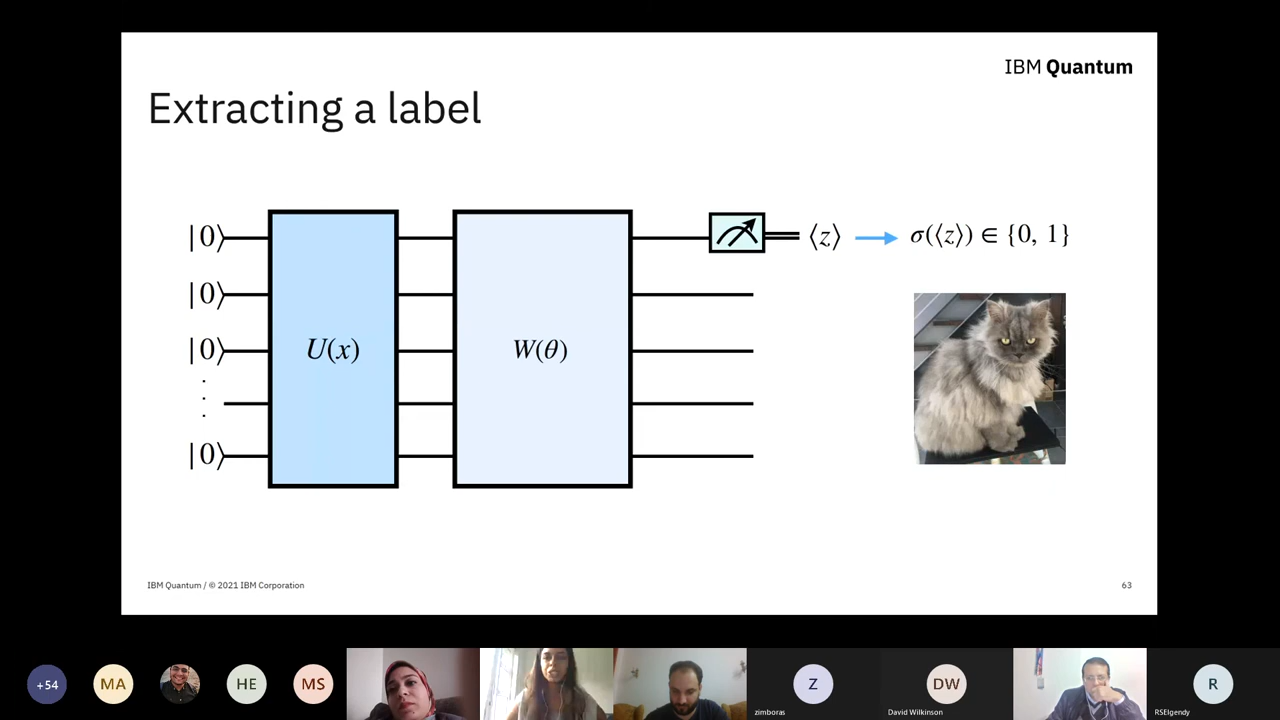 IBM Quantum
Extracting a label
|0⟩
|0⟩
|0⟩
|0⟩
U(x)
W(θ)
⟨z⟩
σ(⟨z⟩) ∈ {0, 1}
IBM Quantum / © 2021 IBM Corporation
63
+54
MA
HE
MS
Z
zimboras
DW
David Wilkinson
R
RSElgendy